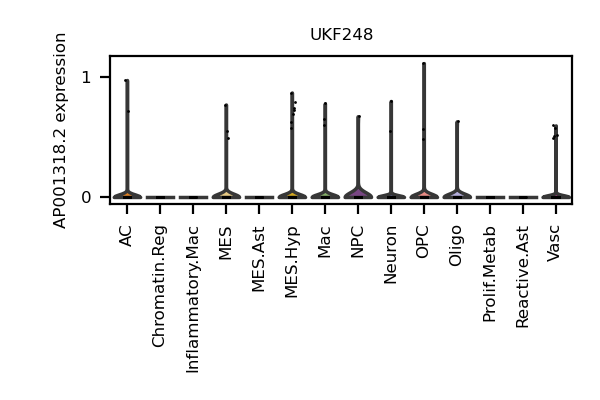 UKF248
AP001318.2 expression
1
0
AC
Chromatin.Reg
Inflammatory.Mac
MES
MES.Ast
MES.Hyp
Mac
NPC
Neuron
OPC
Oligo
Prolif.Metab
Reactive.Ast
Vasc